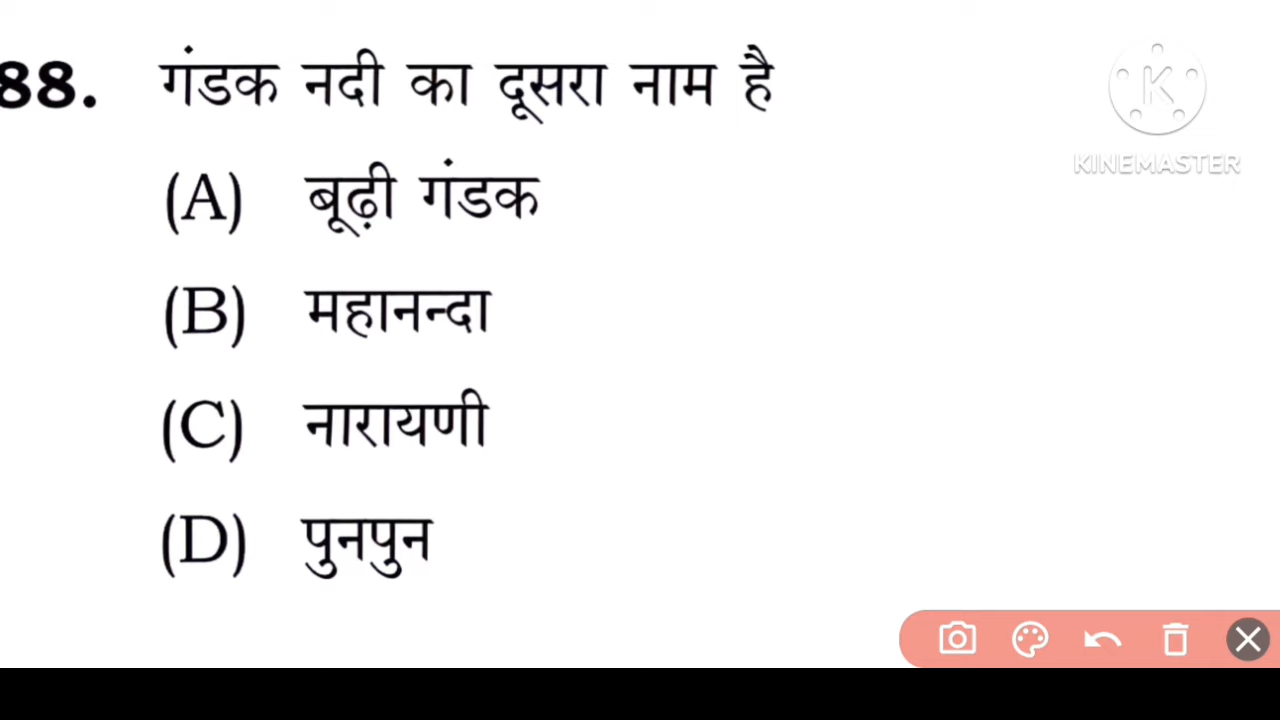 88. गंडक नदी का दूसरा नाम है
KINEMASTER
(A) बूढ़ी गंडक
(B) महानन्दा
(C) नारायणी
(D) पुनपुन